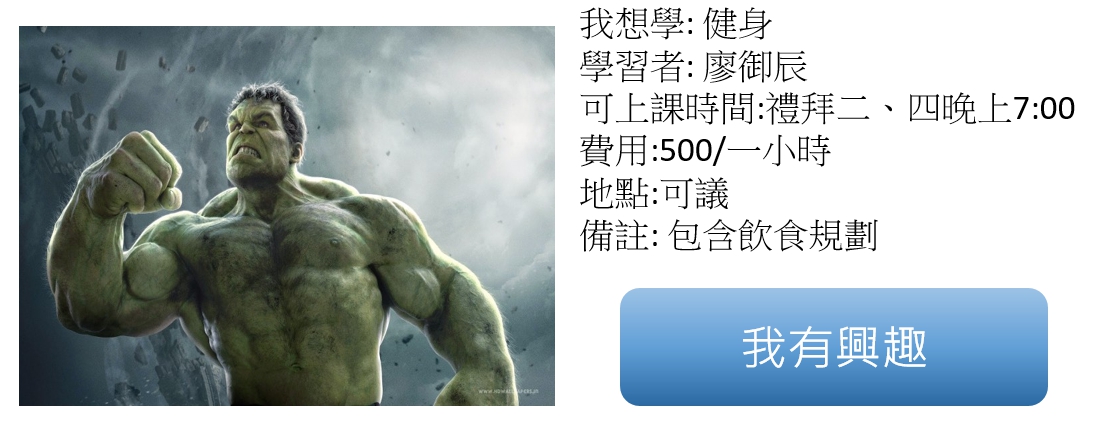 我想學: 健身
學習者: 廖御辰
可上課時間:禮拜二、四晚上7:00
費用:500/一小時
地點:可議
備註: 包含飲食規劃
我有興趣